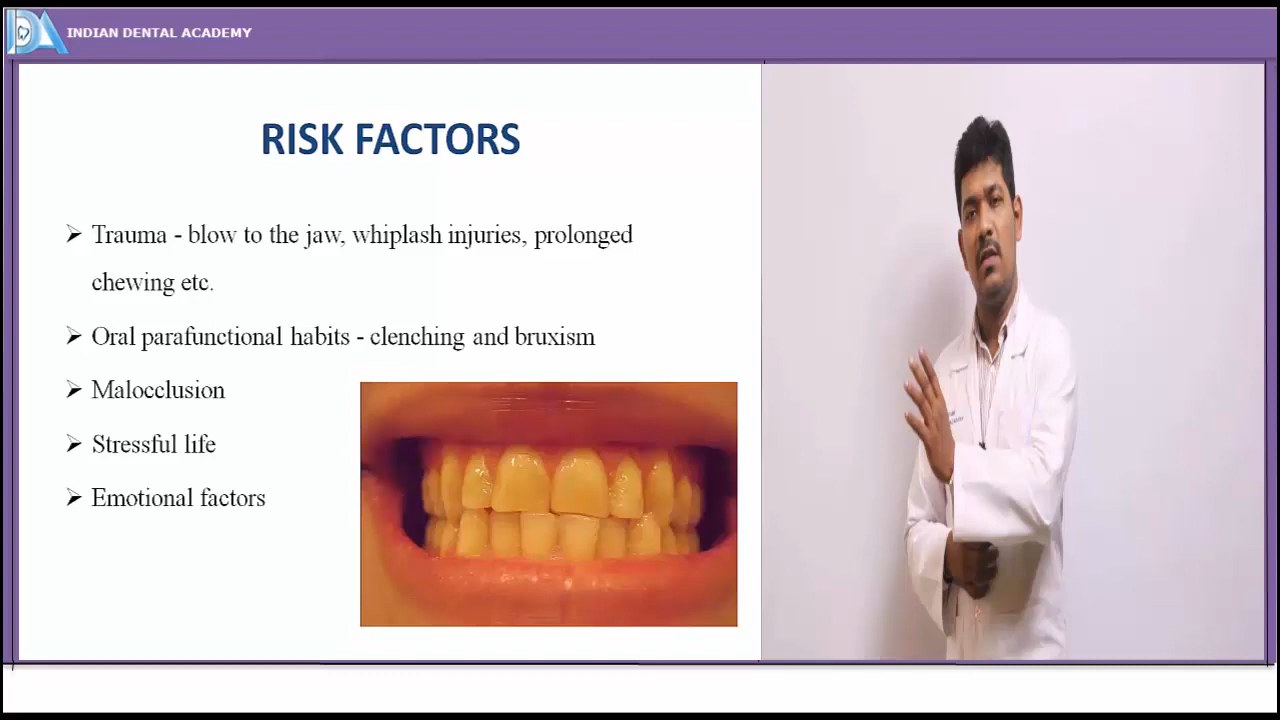 INDIAN DENTAL ACADEMY
RISK FACTORS
➢ Trauma - blow to the jaw, whiplash injuries, prolonged
chewing etc.
➢ Oral parafunctional habits - clenching and bruxism
➢ Malocclusion
➢ Stressful life
➢ Emotional factors